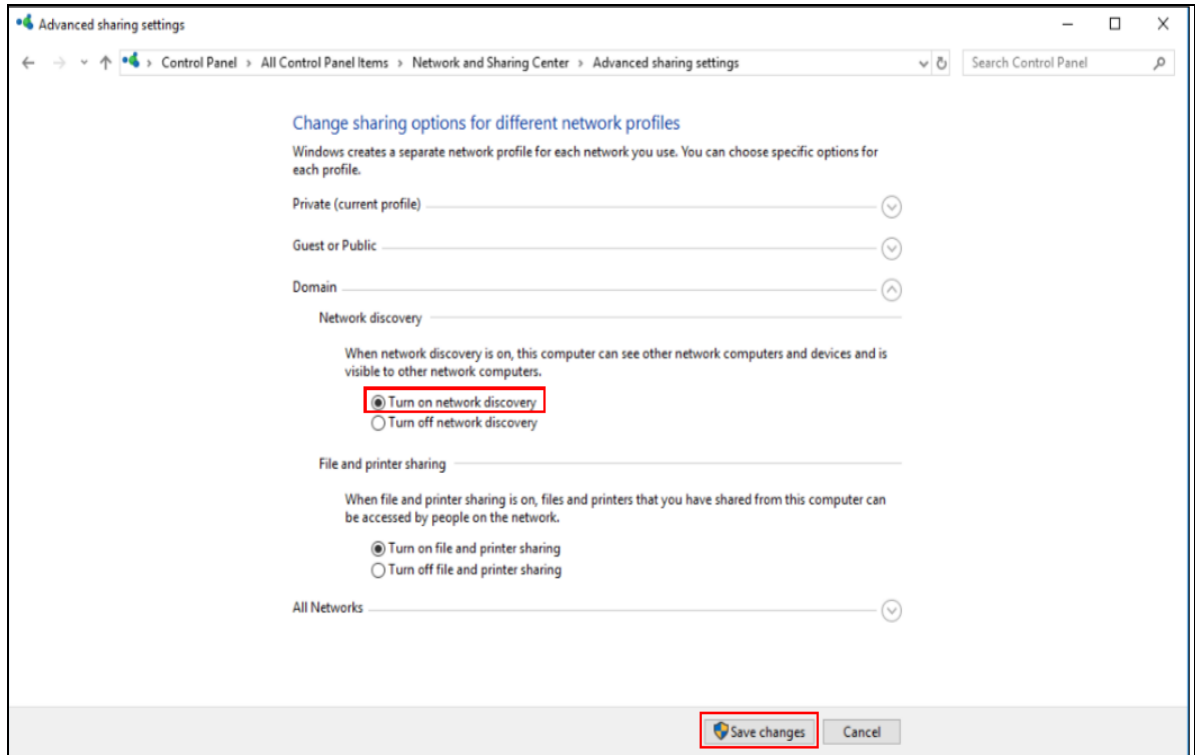 Advanced sharing settings
Control Panel > All Control Panel Items > Network and Sharing Center > Advanced sharing settings
Search Control Panel
Change sharing options for different network profiles
Windows creates a separate network profile for each network you use. You can choose specific options for
each profile.
Private (current profile)
Guest or Public
Domain
Network discovery
When network discovery is on, this computer can see other network computers and devices and is
visible to other network computers.
Turn on network discovery
Turn off network discovery
File and printer sharing
When file and printer sharing is on, files and printers that you have shared from this computer can
be accessed by people on the network.
Turn on file and printer sharing
Turn off file and printer sharing
All Networks
Save changes
Cancel